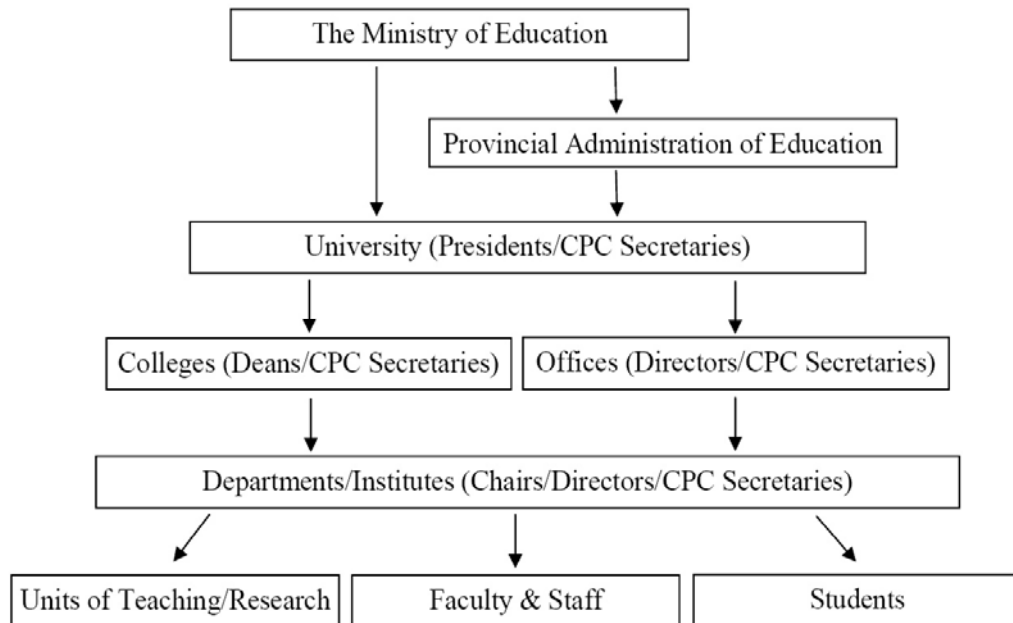 The Ministry of Education
Provincial Administration of Education
University (Presidents/CPC Secretaries)
Colleges (Deans/CPC Secretaries)
Offices (Directors/CPC Secretaries)
Departments/Institutes (Chairs/Directors/CPC Secretaries)
Units of Teaching/Research
Faculty & Staff
Students